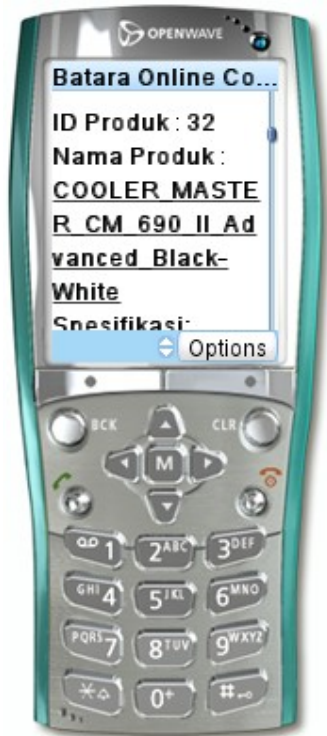 OPENWAVE
Batara Online Co...
ID Produk : 32
Nama Produk :
COOLER_MASTE
R_CM_690_II_Ad
vanced_Black-
White
Spesifikasi:
Options
BCK
CLR
M
1 2ABC 3DEF
GHI4 5JKL 6MNO
PQRS7 8TUV 9WXYZ
* 0+ #